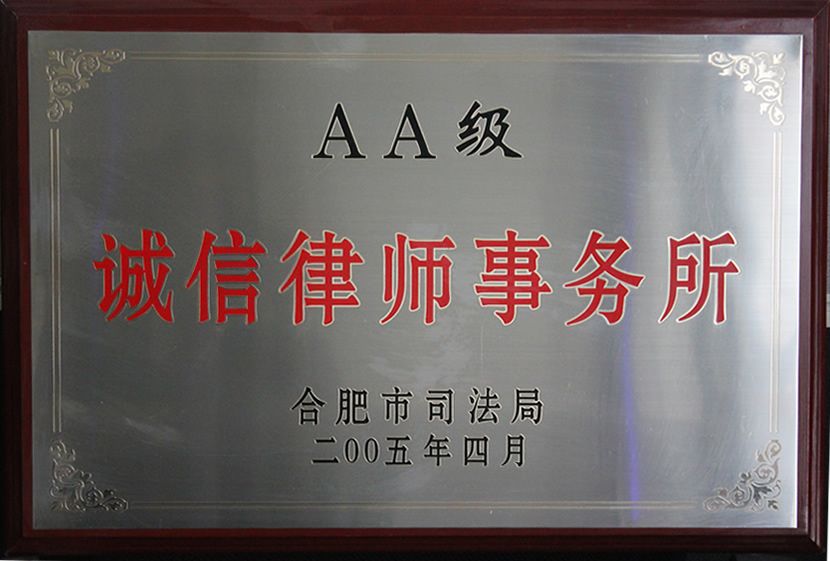 AA级
诚信律师事务所
合肥市司法局
二00五年四月